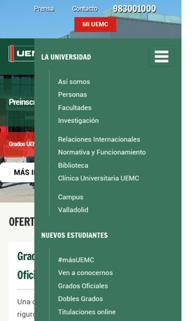 Prensa Contacto 983001000
Mi UEMC
UEM
LA UNIVERSIDAD
Así somos
Personas
Facultades
Investigación
Preinsc
Relaciones Internacionales
Grados UE
Normativa y Funcionamiento
Biblioteca
MÁS I
Clínica Universitaria UEMC
Campus
Valladolid
OFERT
NUEVOS ESTUDIANTES
Grad
#másUEMC
Ofici
Ven a conocernos
Grados Oficiales
Dobles Grados
Una c
Titulaciones online
rigur